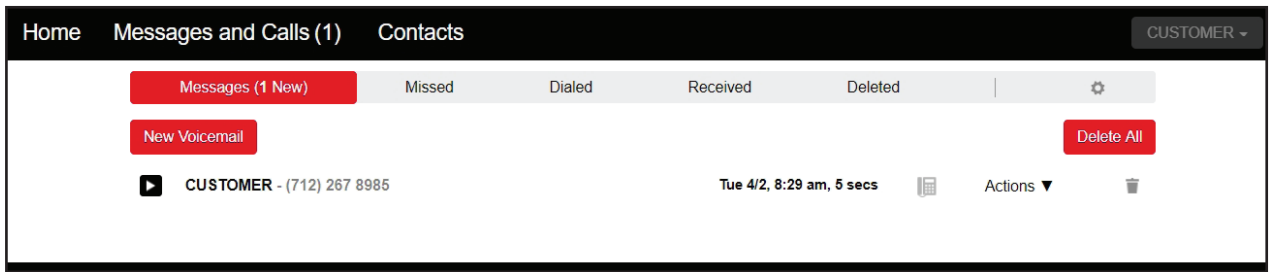 Home Messages and Calls (1) Contacts CUSTOMER
Messages (1 New) Missed Dialed Received Deleted
New Voicemail Delete All
CUSTOMER - (712) 267 8985 Tue 4/2, 8:29 am, 5 secs Actions ▼